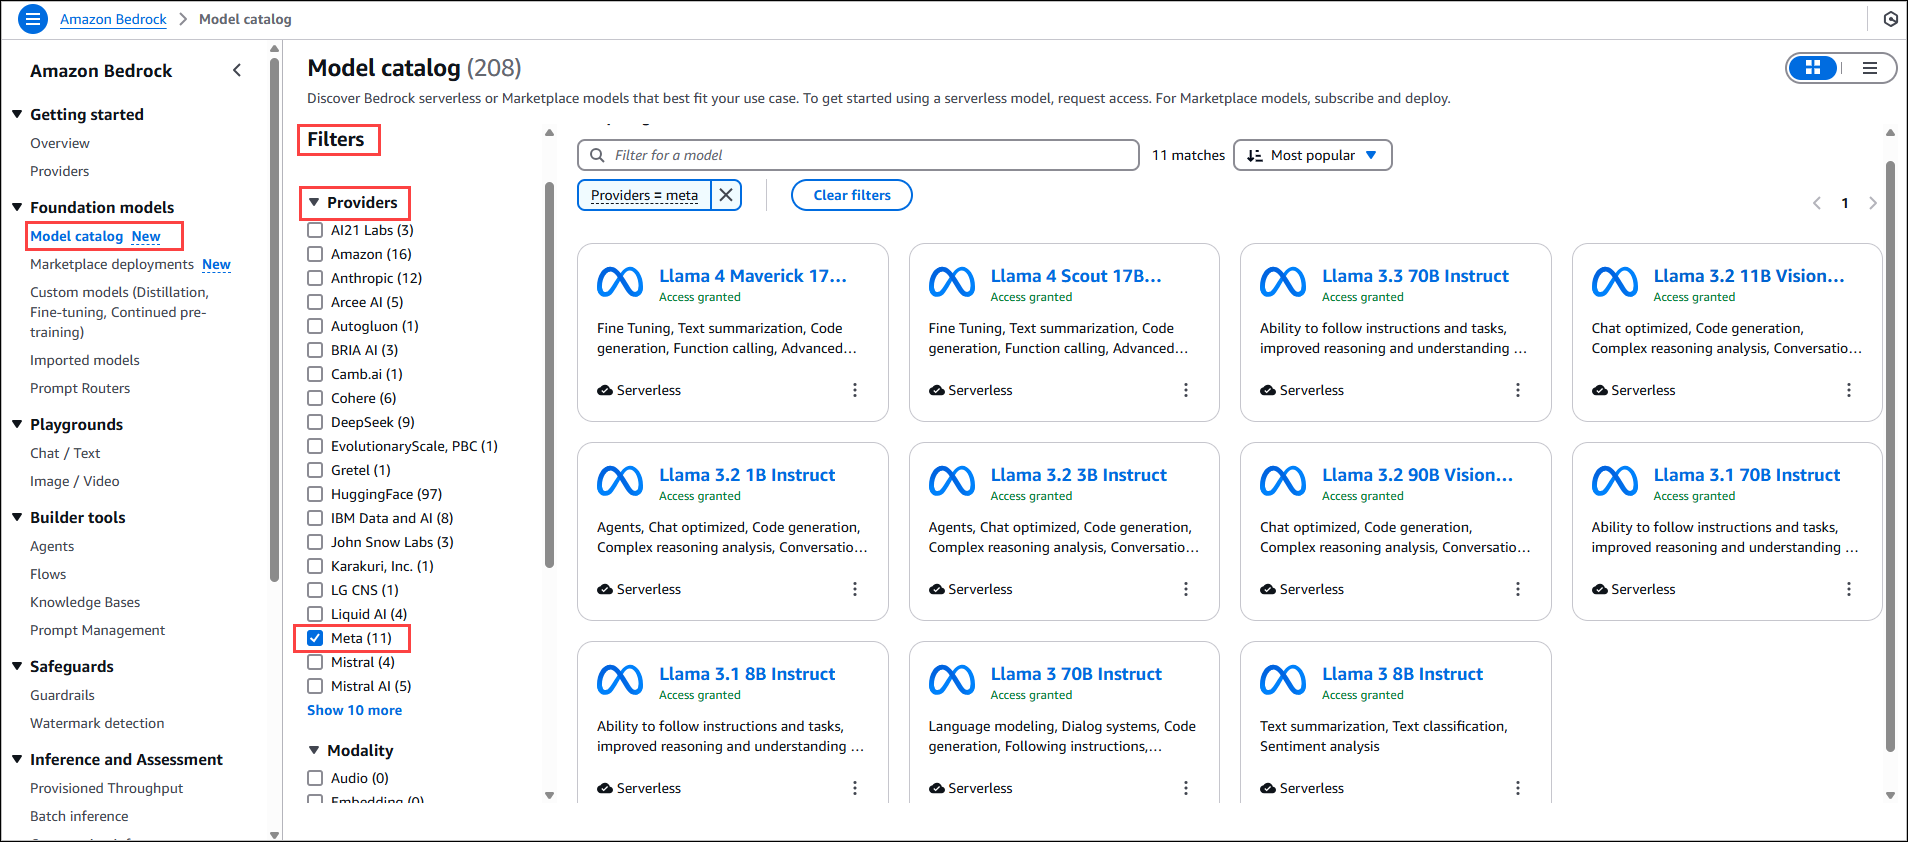 Amazon Bedrock > Model catalog
Amazon Bedrock
Getting started
Overview
Providers
Foundation models
Model catalog New
Marketplace deployments New
Custom models (Distillation,
Fine-tuning, Continued pre-
training)
Imported models
Prompt Routers
Playgrounds
Chat / Text
Image / Video
Builder tools
Agents
Flows
Knowledge Bases
Prompt Management
Safeguards
Guardrails
Watermark detection
Inference and Assessment
Provisioned Throughput
Batch inference
Model catalog (208)
Discover Bedrock serverless or Marketplace models that best fit your use case. To get started using a serverless model, request access. For Marketplace models, subscribe and deploy.
Filters
Providers
AI21 Labs (3)
Amazon (16)
Anthropic (12)
Arcee AI (5)
Autogluon (1)
BRIA AI (3)
Camb.ai (1)
Cohere (6)
DeepSeek (9)
EvolutionaryScale, PBC (1)
Gretel (1)
HuggingFace (97)
IBM Data and AI (8)
John Snow Labs (3)
Karakuri, Inc. (1)
LG CNS (1)
Liquid AI (4)
Meta (11)
Mistral (4)
Mistral AI (5)
Show 10 more
Modality
Audio (0)
Embedding (0)
Filter for a model
11 matches
Most popular
Providers = meta
Clear filters
1
Llama 4 Maverick 17...
Access granted
Fine Tuning, Text summarization, Code
generation, Function calling, Advanced...
Serverless
Llama 4 Scout 17B...
Access granted
Fine Tuning, Text summarization, Code
generation, Function calling, Advanced...
Serverless
Llama 3.3 70B Instruct
Access granted
Ability to follow instructions and tasks,
improved reasoning and understanding ...
Serverless
Llama 3.2 11B Vision...
Access granted
Chat optimized, Code generation,
Complex reasoning analysis, Conversatio...
Serverless
Llama 3.2 1B Instruct
Access granted
Agents, Chat optimized, Code generation,
Complex reasoning analysis, Conversatio...
Serverless
Llama 3.2 3B Instruct
Access granted
Agents, Chat optimized, Code generation,
Complex reasoning analysis, Conversatio...
Serverless
Llama 3.2 90B Vision...
Access granted
Chat optimized, Code generation,
Complex reasoning analysis, Conversatio...
Serverless
Llama 3.1 70B Instruct
Access granted
Ability to follow instructions and tasks,
improved reasoning and understanding ...
Serverless
Llama 3.1 8B Instruct
Access granted
Ability to follow instructions and tasks,
improved reasoning and understanding ...
Serverless
Llama 3 70B Instruct
Access granted
Language modeling, Dialog systems, Code
generation, Following instructions,...
Serverless
Llama 3 8B Instruct
Access granted
Text summarization, Text classification,
Sentiment analysis
Serverless